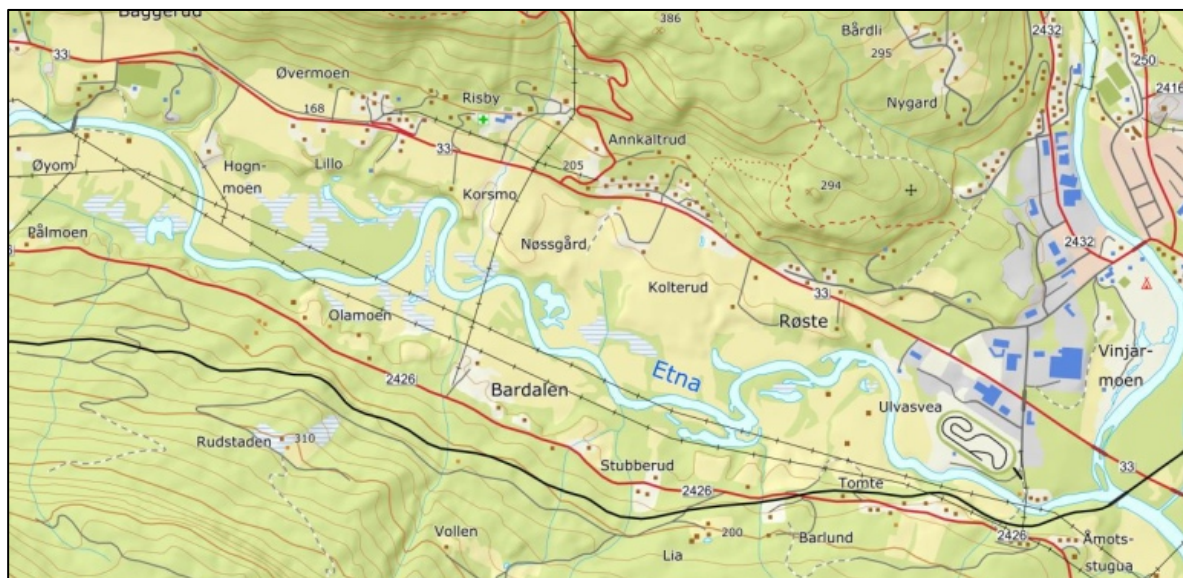 Baggerud
386
Bårdli
2432
33
295
250
Øvermoen
Risby
Nygard
2416
168
Annkaltrud
33
205
Øyom
Hogn-
moen
Lillo
Korsmo
294
Pålmoen
Nøssgård
2432
Kolterud
33
Olamoen
Røste
2426
Bardalen
Etna
Vinjar-
moen
Ulvasvea
Rudstaden
310
Stubberud
33
2426
Tomte
Vollen
200
Barlund
2426
Lia
Åmots-
stugua